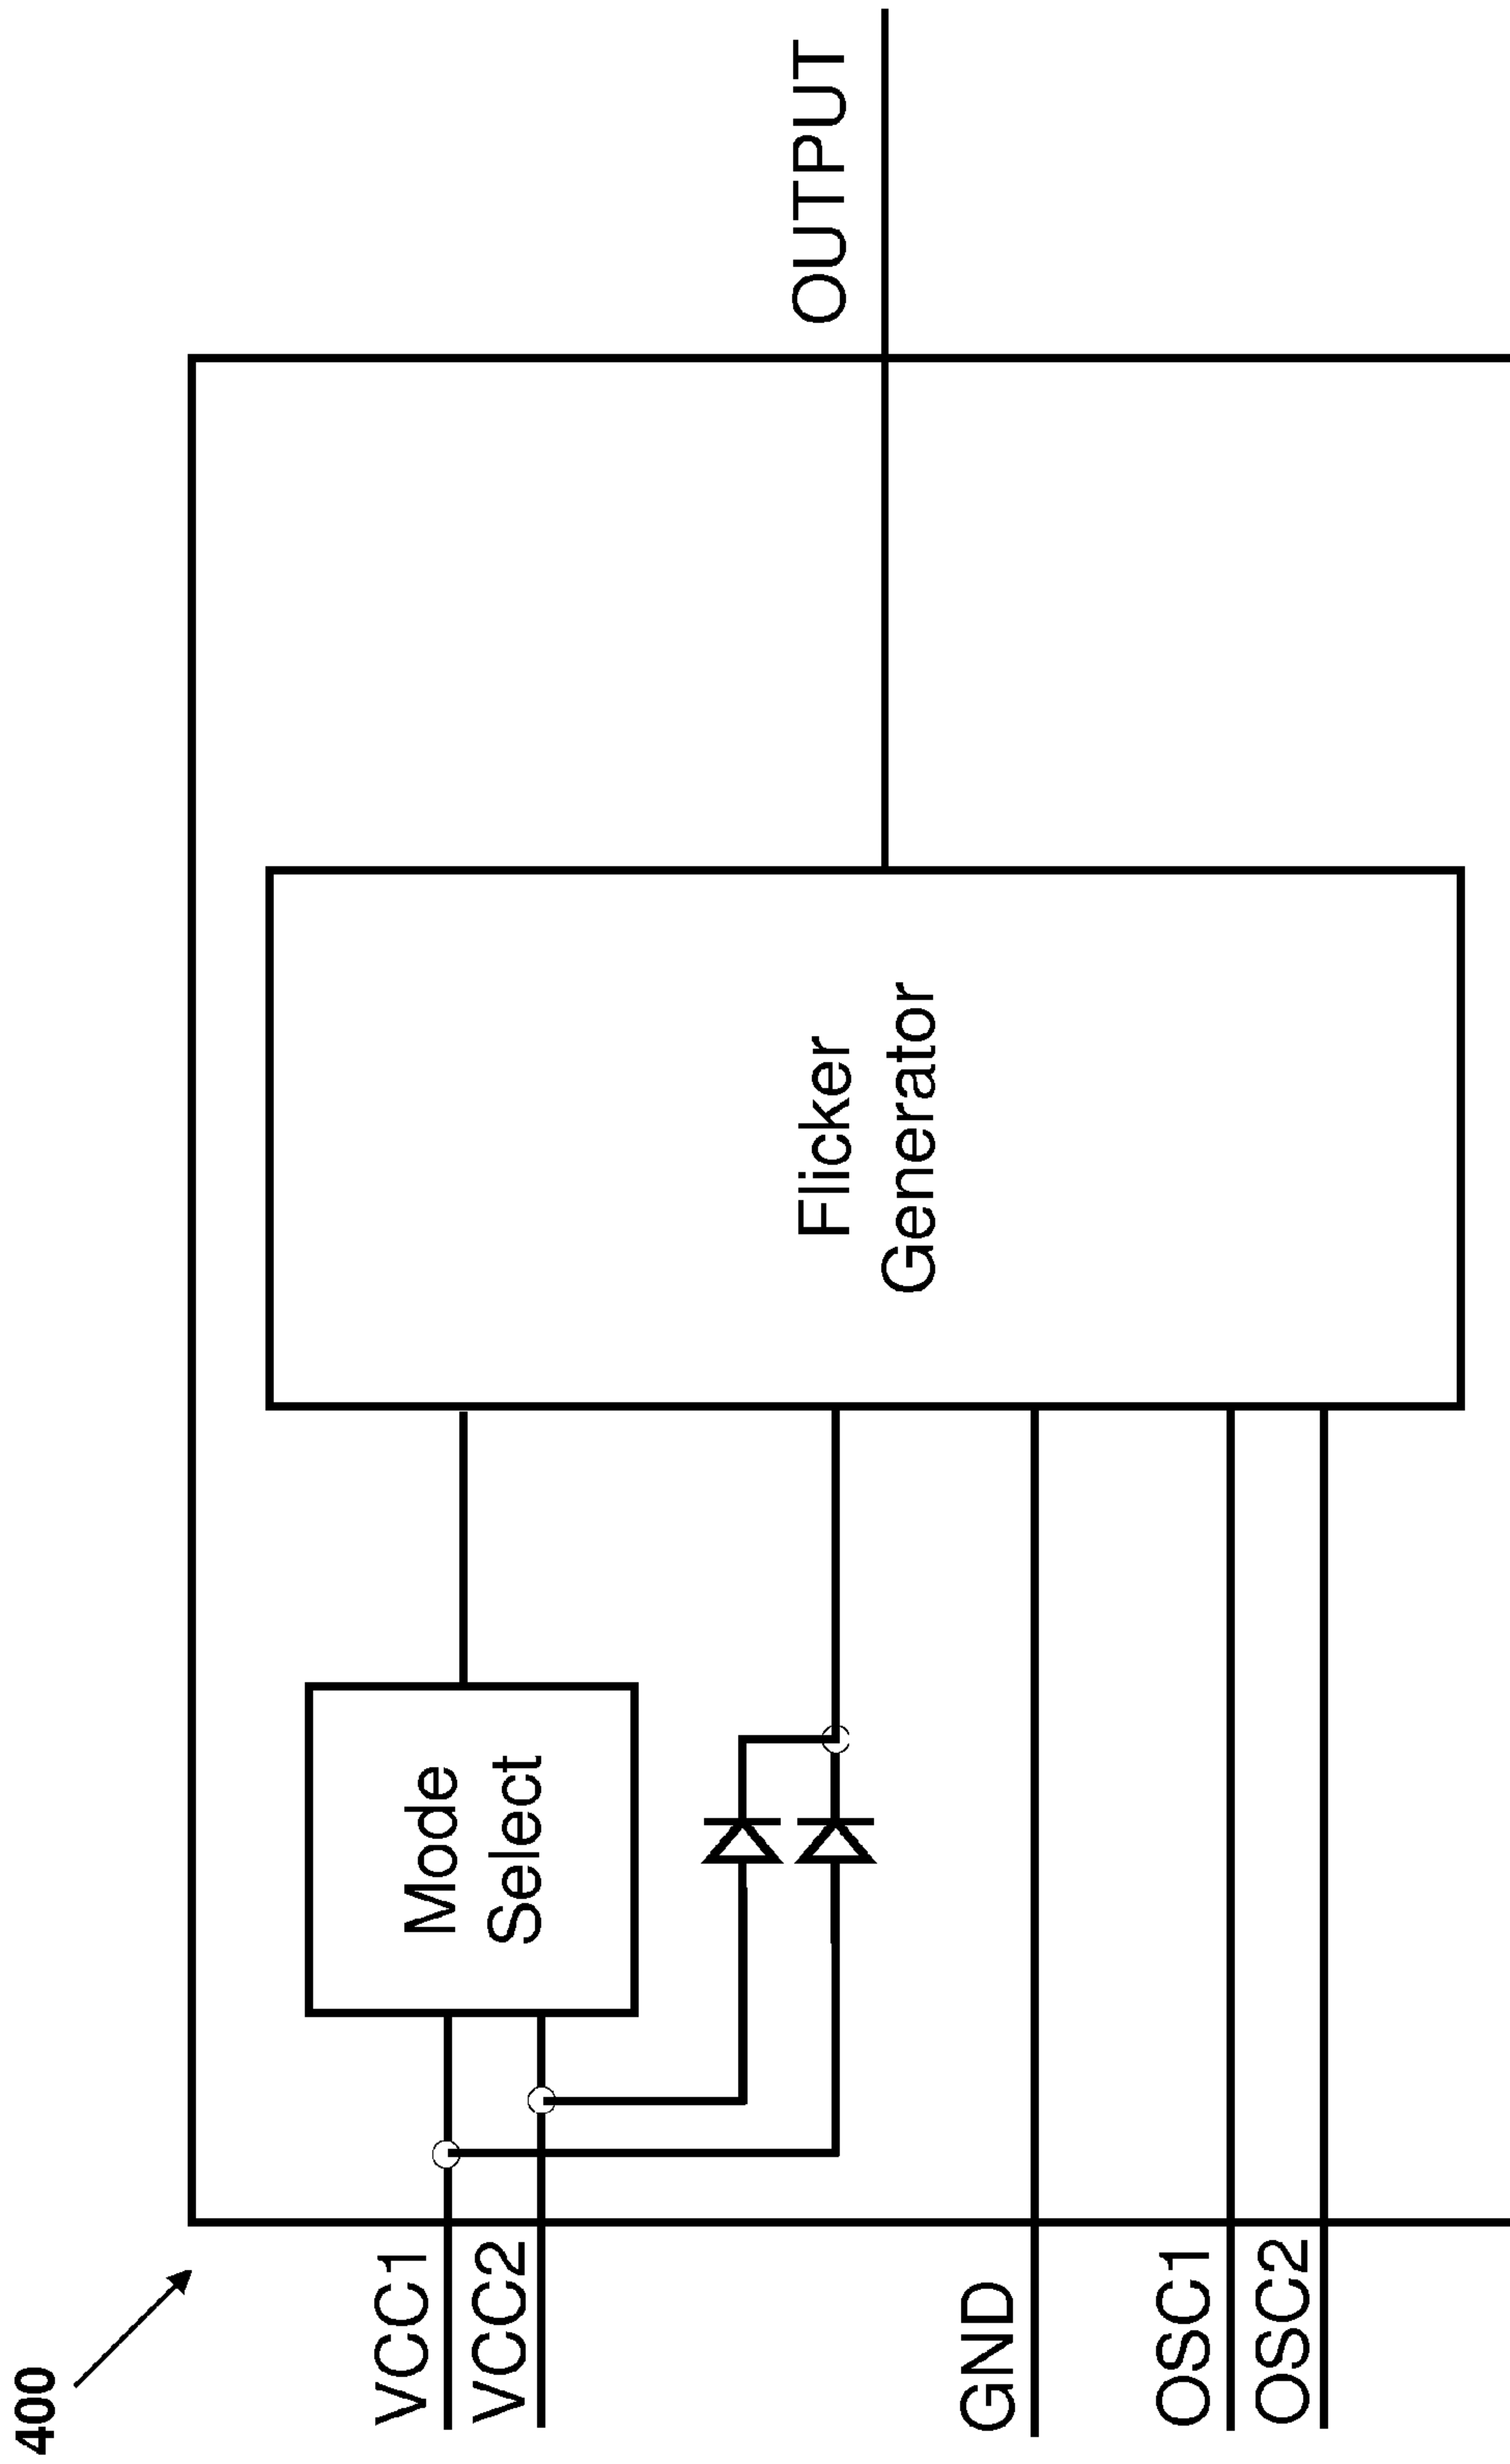 400
VCC1
VCC2
GND
OSC1
OSC2
Mode
Select
Flicker
Generator
OUTPUT